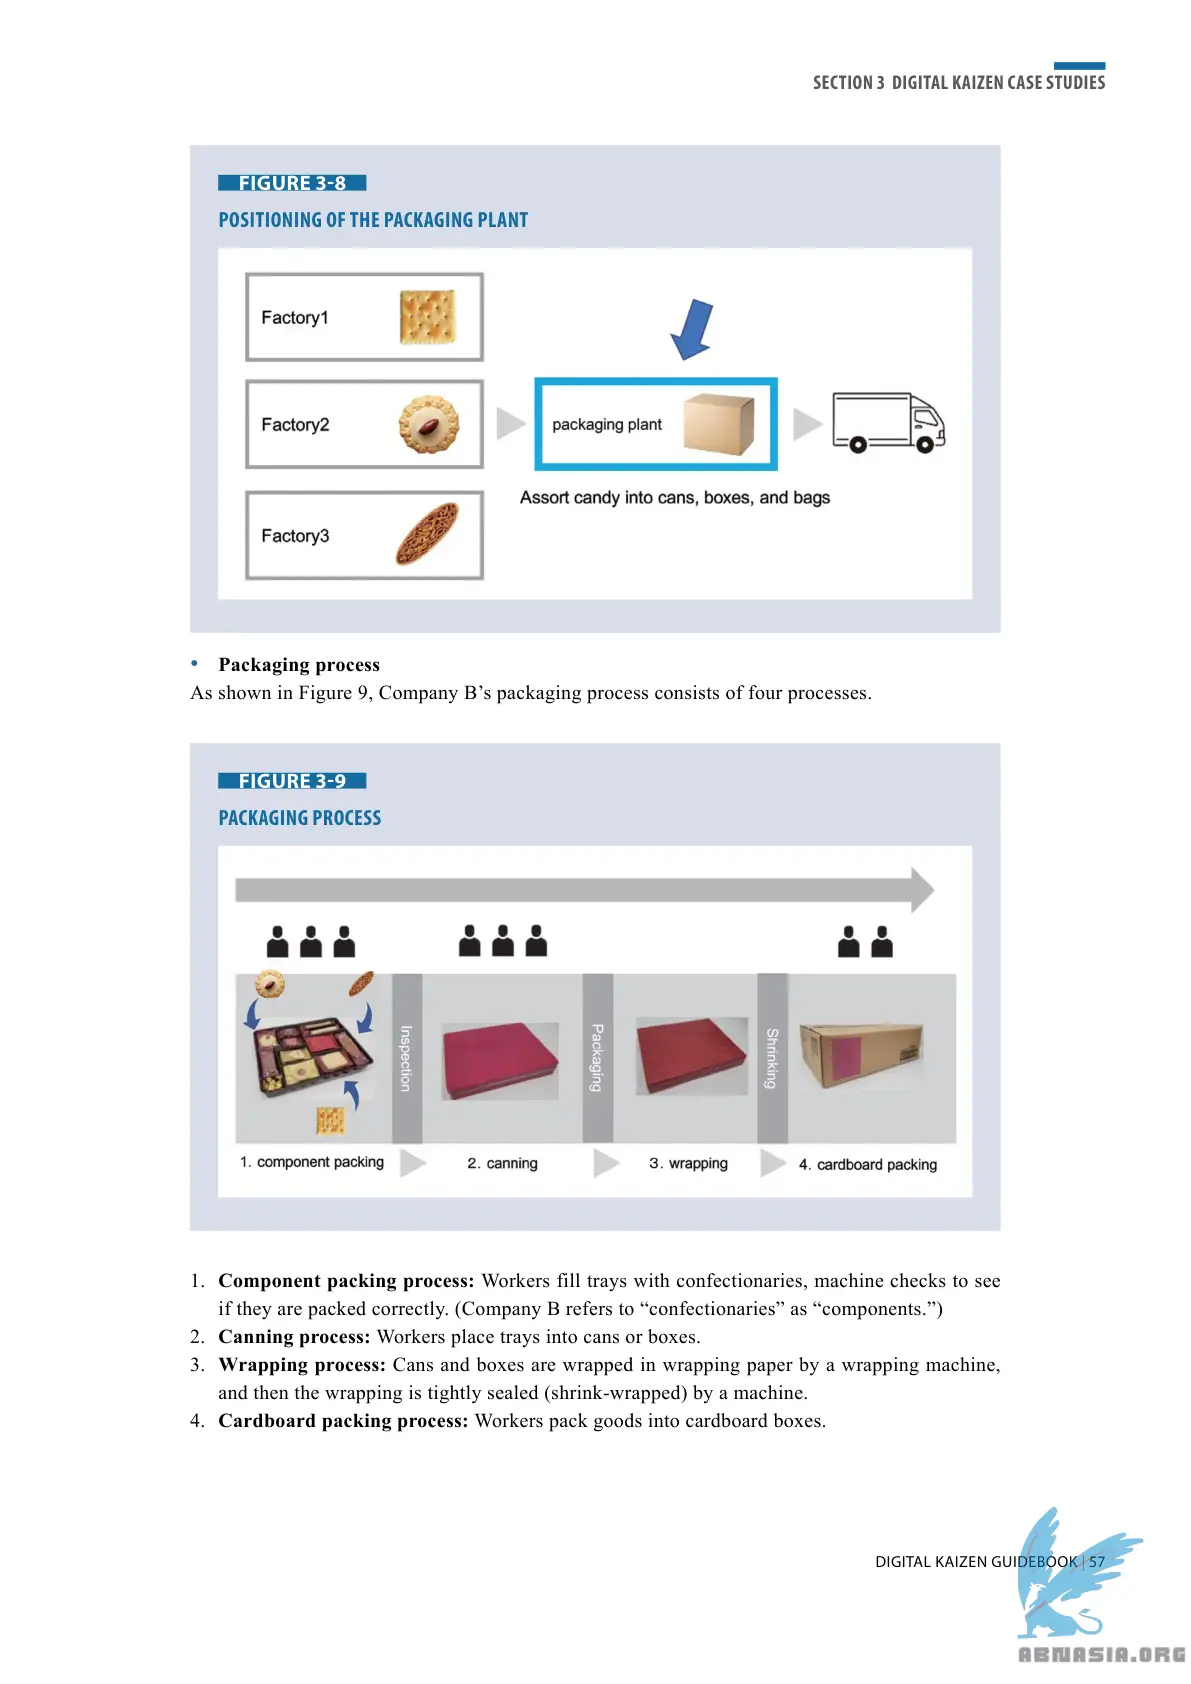 SECTION 3 DIGITAL KAIZEN CASE STUDIES
FIGURE 3-8
POSITIONING OF THE PACKAGING PLANT
Factory1
Factory2
packaging plant
Assort candy into cans, boxes, and bags
Factory3
• Packaging process
As shown in Figure 9, Company B’s packaging process consists of four processes.
FIGURE 3-9
PACKAGING PROCESS
Inspection
Packaging
Shrinking
1. component packing
2. canning
3. wrapping
4. cardboard packing
1. Component packing process: Workers fill trays with confectionaries, machine checks to see
if they are packed correctly. (Company B refers to “confectionaries” as “components.”)
2. Canning process: Workers place trays into cans or boxes.
3. Wrapping process: Cans and boxes are wrapped in wrapping paper by a wrapping machine,
and then the wrapping is tightly sealed (shrink-wrapped) by a machine.
4. Cardboard packing process: Workers pack goods into cardboard boxes.
DIGITAL KAIZEN GUIDEBOOK | 57
ABNASIA.ORG